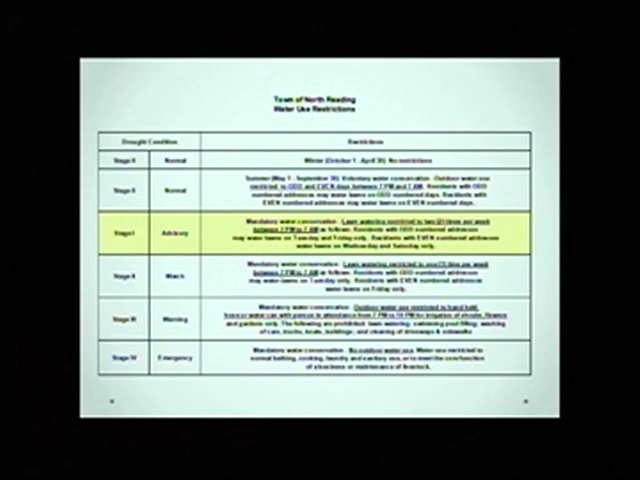 Town of North Reading
Water Use Restrictions
Drought Condition
Restrictions
Stage 0
Normal
Winter (October 1 - April 30) No restrictions
Stage 0
Normal
Summer (May 1 - September 30) Voluntary water conservation - Outdoor water use
restricted to ODD and EVEN days between 7 PM and 7 AM. Residents with ODD
numbered addresses may water lawns on ODD numbered days. Residents with
EVEN numbered addresses may water lawns on EVEN numbered days.
Stage I
Advisory
Mandatory water conservation - Lawn watering restricted to two (2) times per week
between 7 PM to 7 AM as follows: Residents with ODD numbered addresses
may water lawns on Tuesday and Friday only. Residents with EVEN numbered addresses
water lawns on Wednesday and Saturday only.
Stage II
Watch
Mandatory water conservation - Lawn watering restricted to one (1) time per week
between 7 PM to 7 AM as follows: Residents with ODD numbered addresses
may water lawns on Tuesday only. Residents with EVEN numbered addresses
water lawns on Friday only.
Stage III
Warning
Mandatory water conservation - Outdoor water use restricted to hand held
hose or water can with person in attendance from 7 PM to 10 PM for irrigation of shrubs, flowers
and gardens only. The following are prohibited: lawn watering; swimming pool filling; washing
of cars, trucks, boats, buildings; and cleaning of driveways & sidewalks
Stage IV
Emergency
Mandatory water conservation - No outdoor water use. Water use restricted to
normal bathing, cooking, laundry and sanitary use, or to meet the core function
of a business or maintenance of livestock.